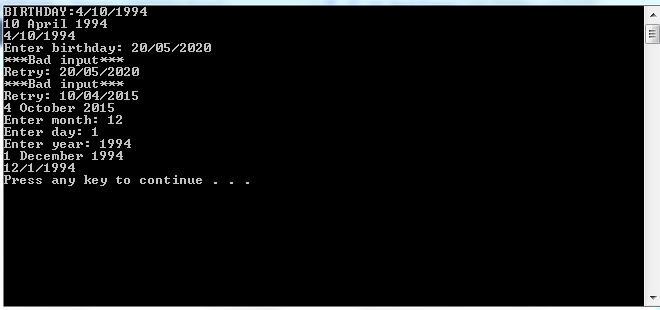 BIRTHDAY:4/10/1994
10 April 1994
4/10/1994
Enter birthday: 20/05/2020
***Bad input***
Retry: 20/05/2020
***Bad input***
Retry: 10/04/2015
4 October 2015
Enter month: 12
Enter day: 1
Enter year: 1994
1 December 1994
12/1/1994
Press any key to continue . . .